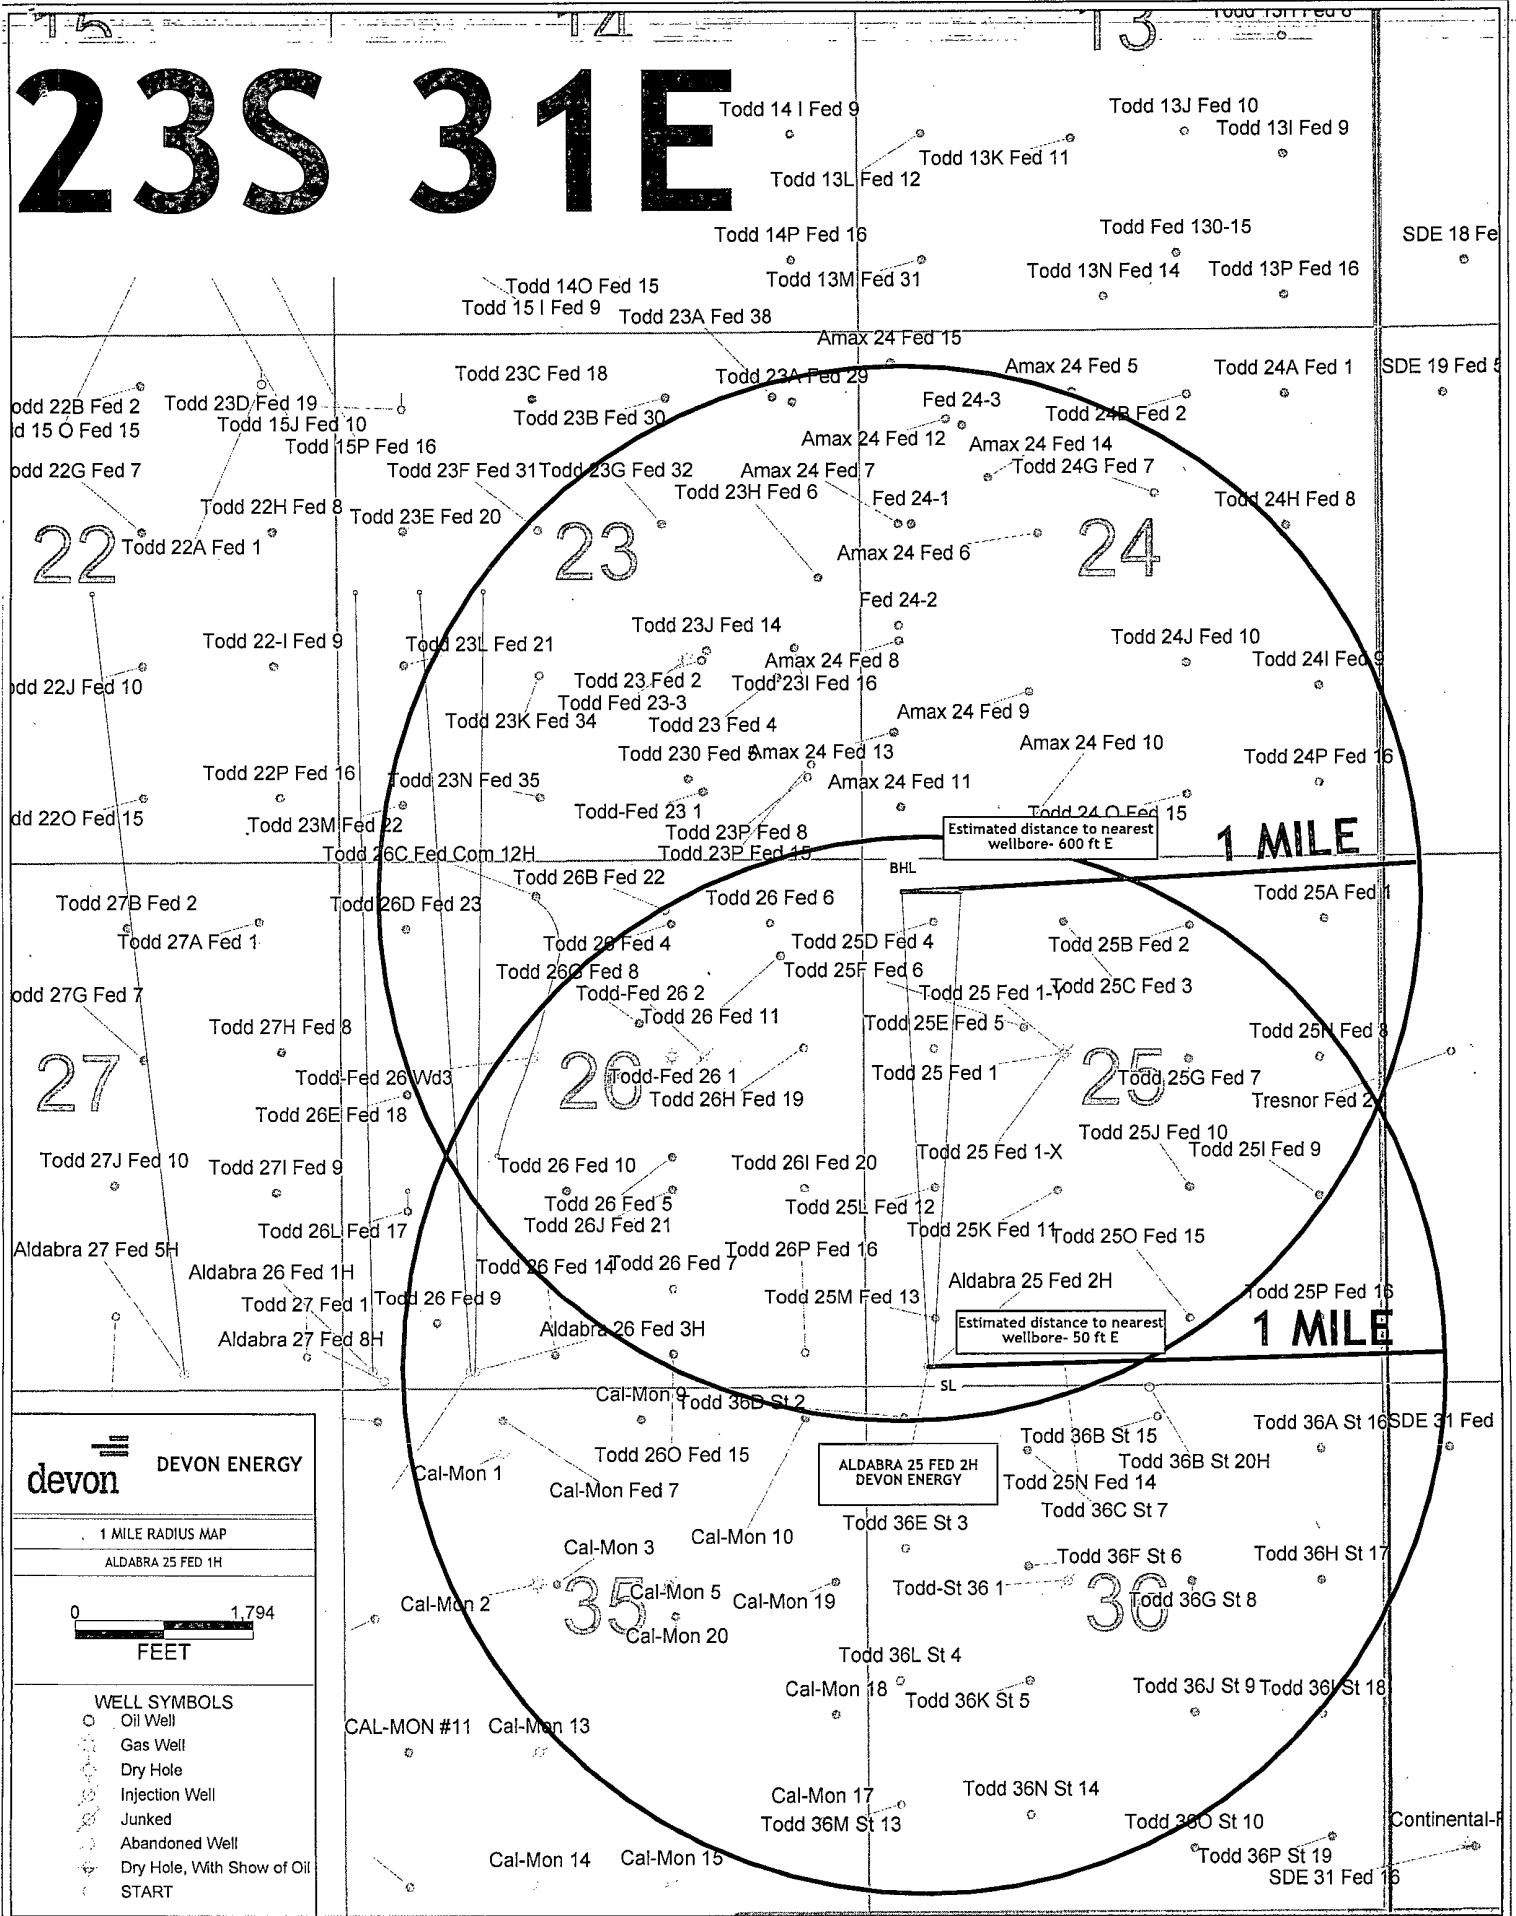 15
14
13
Todd 13H Fed 8
23S 31E
Todd 14 I Fed 9
Todd 13J Fed 10
Todd 13I Fed 9
Todd 13K Fed 11
Todd 13L Fed 12
Todd 14P Fed 16
Todd Fed 130-15
SDE 18 Fe
Todd 13M Fed 31
Todd 13N Fed 14
Todd 13P Fed 16
Todd 14O Fed 15
Todd 15 I Fed 9
Todd 23A Fed 38
Amax 24 Fed 15
Todd 23C Fed 18
Todd 23A Fed 29
Amax 24 Fed 5
Todd 24A Fed 1
SDE 19 Fed 5
odd 22B Fed 2
Todd 23D Fed 19
Todd 23B Fed 30
Fed 24-3
Todd 24B Fed 2
d 15 O Fed 15
Todd 15J Fed 10
Todd 15P Fed 16
Amax 24 Fed 12
Amax 24 Fed 14
odd 22G Fed 7
Todd 23F Fed 31
Todd 23G Fed 32
Amax 24 Fed 7
Todd 24G Fed 7
Todd 23H Fed 6
Todd 22H Fed 8
Todd 23E Fed 20
Fed 24-1
Todd 24H Fed 8
22
Todd 22A Fed 1
23
Amax 24 Fed 6
24
Fed 24-2
Todd 22-I Fed 9
Todd 23L Fed 21
Todd 23J Fed 14
Todd 24J Fed 10
Amax 24 Fed 8
Todd 24I Fed 9
odd 22J Fed 10
Todd 23 Fed 2
Todd 23I Fed 16
Todd Fed 23-3
Todd 23K Fed 34
Todd 23 Fed 4
Amax 24 Fed 9
Todd 230 Fed 5
Amax 24 Fed 13
Amax 24 Fed 10
Todd 22P Fed 16
Todd 23N Fed 35
Amax 24 Fed 11
Todd 24P Fed 16
dd 22O Fed 15
Todd 23M Fed 22
Todd-Fed 23 1
Todd 24 O Fed 15
Todd 23P Fed 8
Todd 26C Fed Com 12H
Todd 23P Fed 15
Estimated distance to nearest
wellbore- 600 ft E
1 MILE
BHL
Todd 26B Fed 22
Todd 27B Fed 2
Todd 26D Fed 23
Todd 26 Fed 6
Todd 25A Fed 1
Todd 27A Fed 1
Todd 26 Fed 4
Todd 25D Fed 4
Todd 25B Fed 2
Todd 26G Fed 8
Todd 25F Fed 6
odd 27G Fed 7
Todd-Fed 26 2
Todd 25 Fed 1-Y
Todd 25C Fed 3
Todd 27H Fed 8
Todd 26 Fed 11
Todd 25E Fed 5
Todd 25H Fed 8
27
Todd-Fed 26 Wd3
26
Todd-Fed 26 1
Todd 25 Fed 1
25
Todd 25G Fed 7
Todd 26E Fed 18
Todd 26H Fed 19
Tresnor Fed 2
Todd 25J Fed 10
Todd 27J Fed 10
Todd 27I Fed 9
Todd 26 Fed 10
Todd 26I Fed 20
Todd 25 Fed 1-X
Todd 25I Fed 9
Todd 26 Fed 5
Todd 25L Fed 12
Todd 26L Fed 17
Todd 26J Fed 21
Todd 25K Fed 11
Todd 25O Fed 15
Aldabra 27 Fed 5H
Todd 26P Fed 16
Aldabra 26 Fed 1H
Todd 26 Fed 14
Todd 26 Fed 7
Aldabra 25 Fed 2H
Todd 27 Fed 1
Todd 26 Fed 9
Todd 25M Fed 13
Todd 25P Fed 16
Aldabra 27 Fed 8H
Aldabra 26 Fed 3H
Estimated distance to nearest
wellbore- 50 ft E
1 MILE
SL
Cal-Mon 9
Todd 36D St 2
Todd 36B St 15
Todd 36A St 16
SDE 31 Fed
Todd 26O Fed 15
Todd 36B St 20H
Cal-Mon 1
ALDABRA 25 FED 2H
DEVON ENERGY
Todd 25N Fed 14
Cal-Mon Fed 7
Todd 36C St 7
Todd 36E St 3
Cal-Mon 10
Cal-Mon 3
Todd 36F St 6
Todd 36H St 17
35
Cal-Mon 5
Todd-St 36 1
36
Cal-Mon 2
Cal-Mon 19
Todd 36G St 8
Cal-Mon 20
Todd 36L St 4
Cal-Mon 18
Todd 36K St 5
Todd 36J St 9
Todd 36I St 18
CAL-MON #11
Cal-Mon 13
Cal-Mon 17
Todd 36N St 14
Todd 36M St 13
Todd 36O St 10
Continental-F
Cal-Mon 14
Cal-Mon 15
Todd 36P St 19
SDE 31 Fed 16
devon
DEVON ENERGY
1 MILE RADIUS MAP
ALDABRA 25 FED 1H
0 1,794
FEET
WELL SYMBOLS
Oil Well
Gas Well
Dry Hole
Injection Well
Junked
Abandoned Well
Dry Hole, With Show of Oil
START